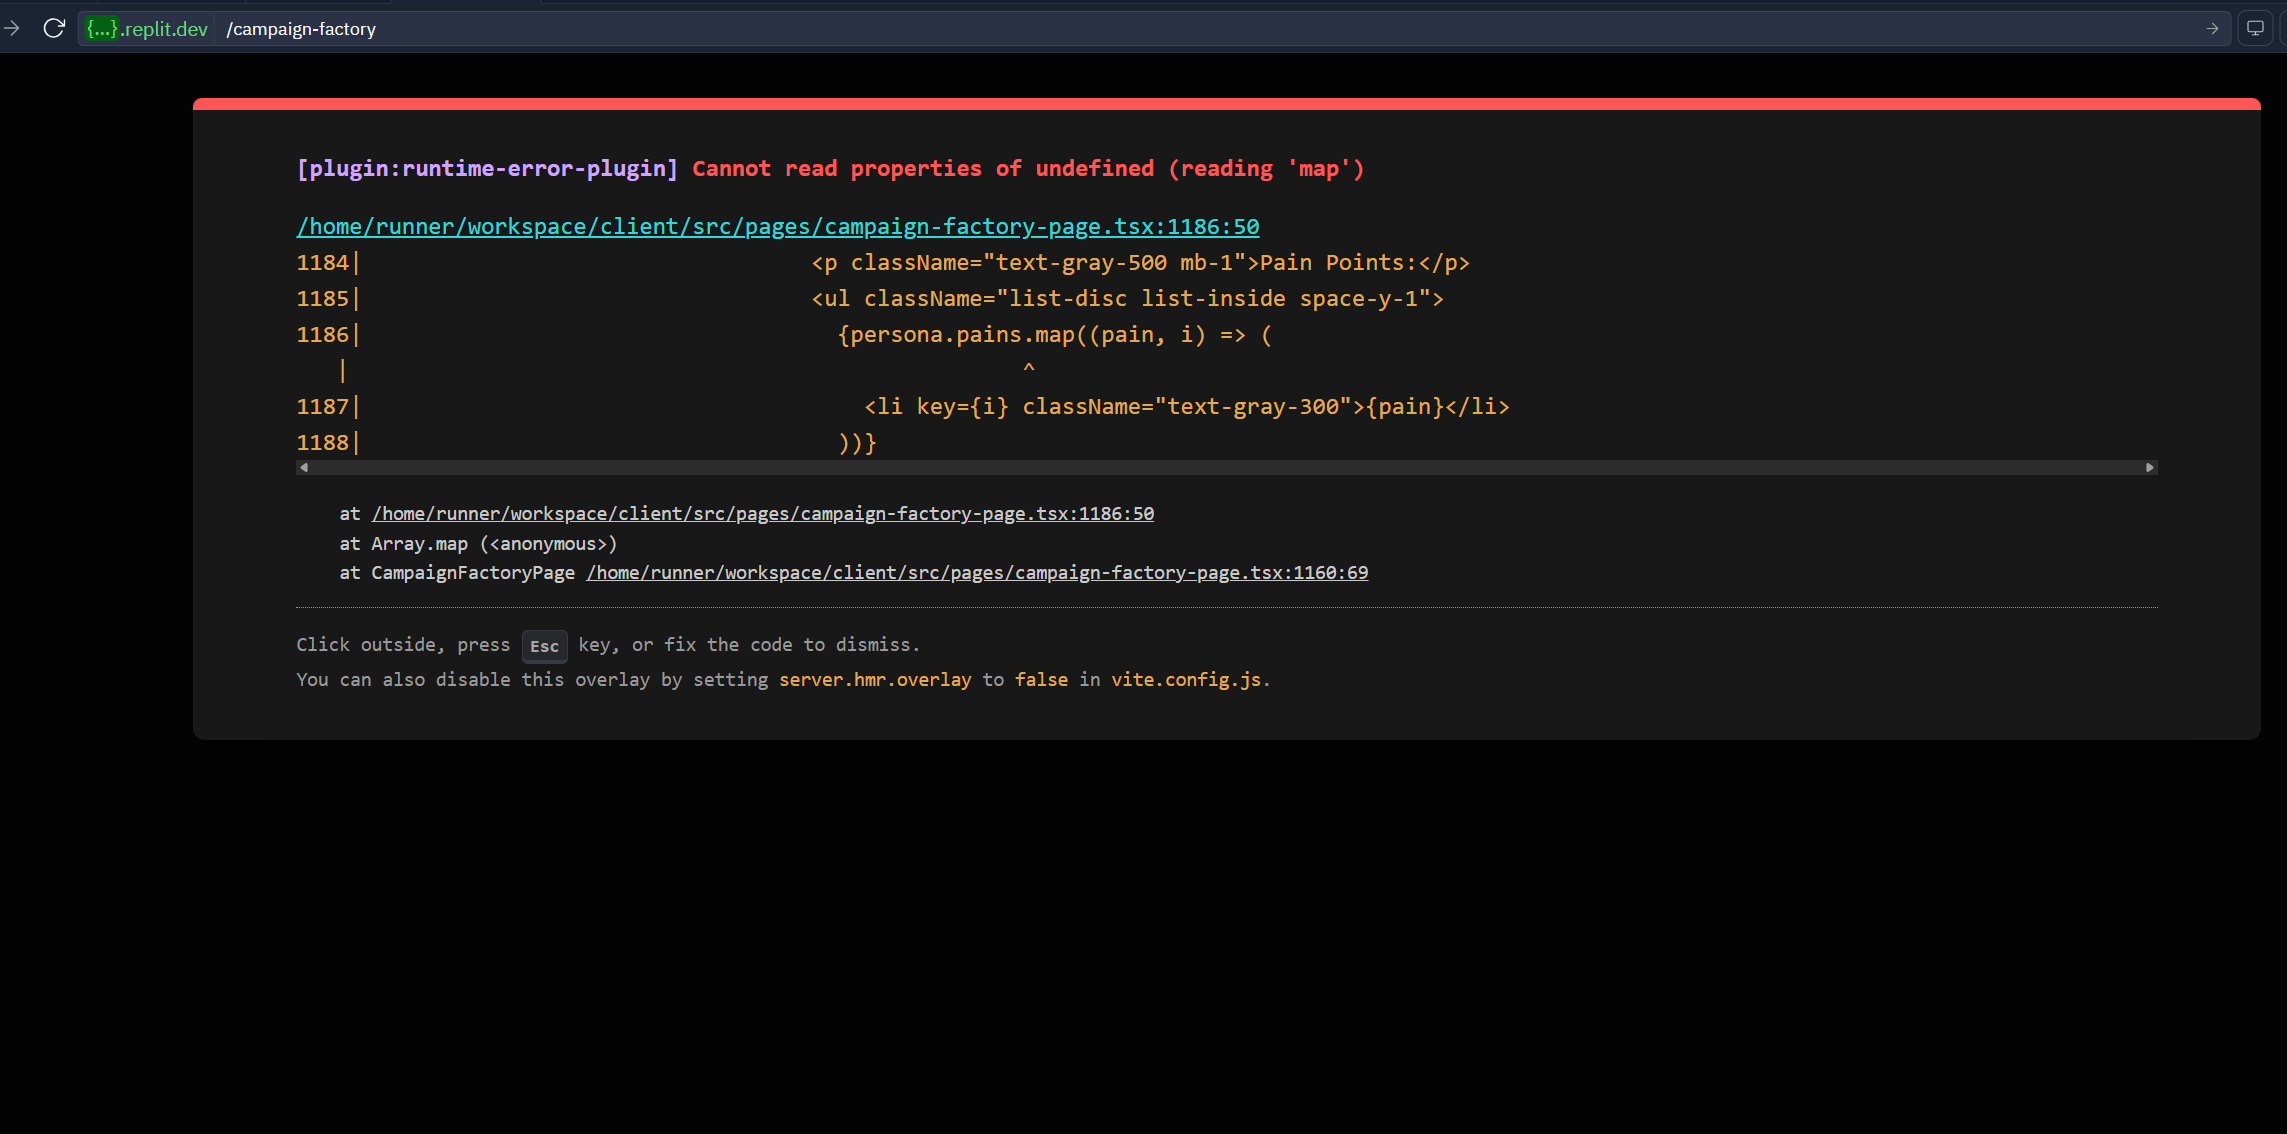 {...}.replit.dev /campaign-factory
[plugin:runtime-error-plugin] Cannot read properties of undefined (reading 'map')
/home/runner/workspace/client/src/pages/campaign-factory-page.tsx:1186:50
1184| <p className="text-gray-500 mb-1">Pain Points:</p>
1185| <ul className="list-disc list-inside space-y-1">
1186| {persona.pains.map((pain, i) => (
| ^
1187| <li key={i} className="text-gray-300">{pain}</li>
1188| ))}
at /home/runner/workspace/client/src/pages/campaign-factory-page.tsx:1186:50
at Array.map (<anonymous>)
at CampaignFactoryPage /home/runner/workspace/client/src/pages/campaign-factory-page.tsx:1160:69
Click outside, press Esc key, or fix the code to dismiss.
You can also disable this overlay by setting server.hmr.overlay to false in vite.config.js.